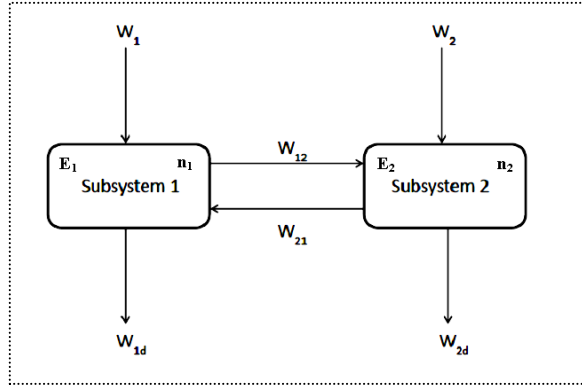 W1 W2
E1 n1 W12 E2 n2
Subsystem 1 Subsystem 2
W21
W1d W2d